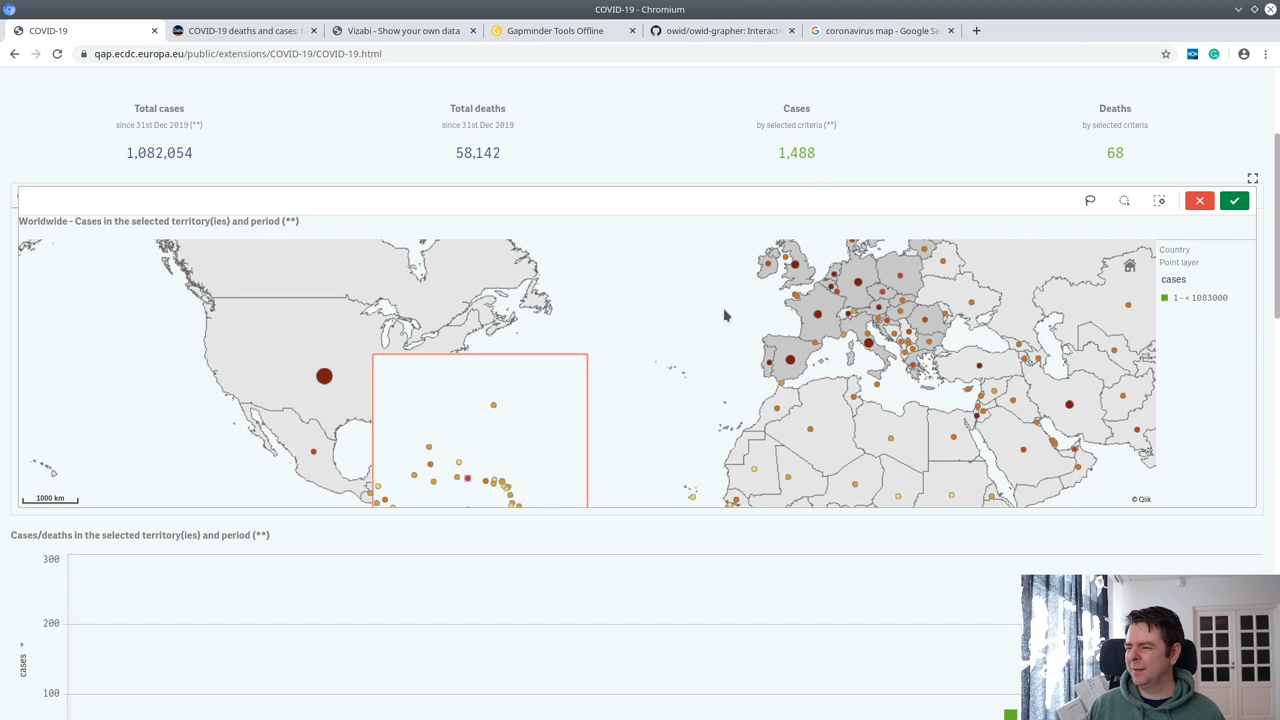 COVID-19 - Chromium
COVID-19
COVID-19 deaths and cases: h
Vizabi - Show your own data
Gapminder Tools Offline
owid/owid-grapher: Interacti
coronavirus map - Google Se
qap.ecdc.europa.eu/public/extensions/COVID-19/COVID-19.html
Total cases
Total deaths
Cases
Deaths
since 31st Dec 2019 (**)
since 31st Dec 2019
by selected criteria (**)
by selected criteria
1,082,054
58,142
1,488
68
Worldwide - Cases in the selected territory(ies) and period (**)
Country
Point layer
cases
1 - < 1083000
1000 km
© Qlik
Cases/deaths in the selected territory(ies) and period (**)
300
200
cases
100